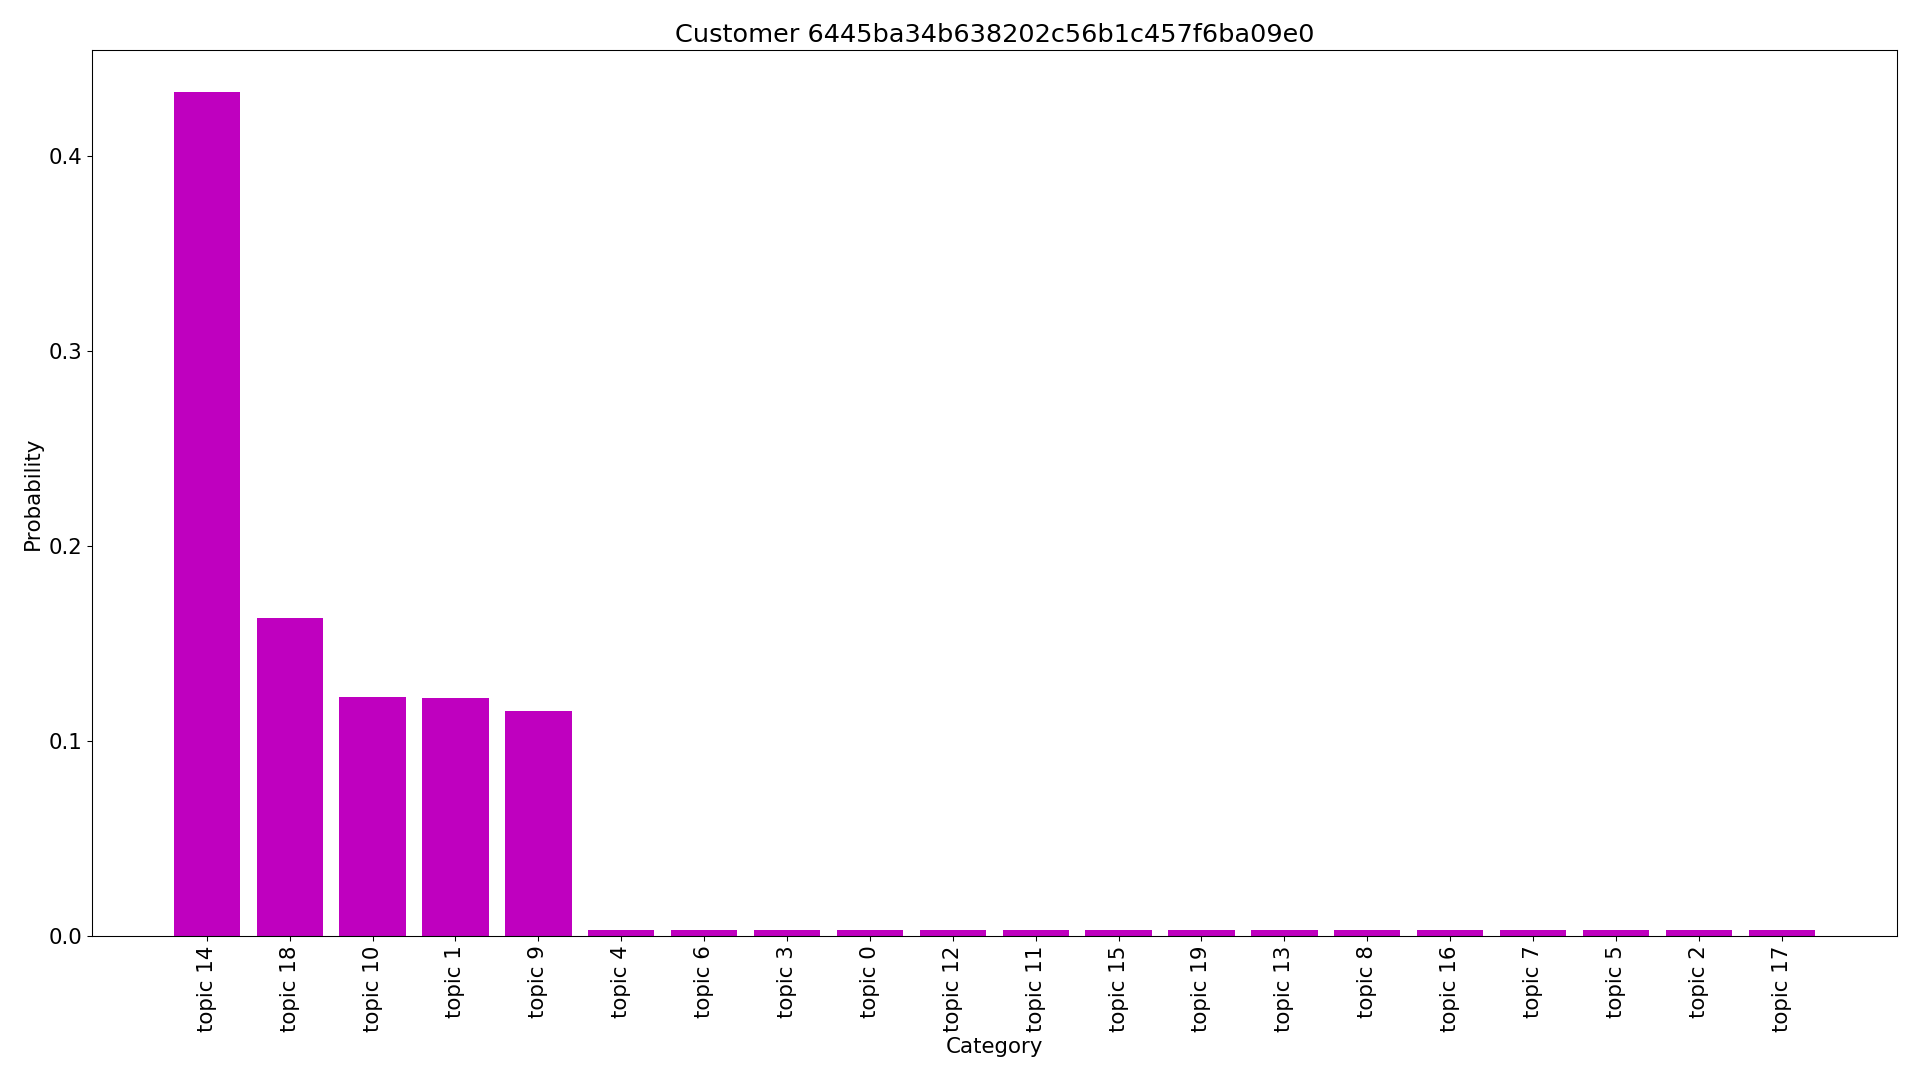 Customer 6445ba34b638202c56b1c457f6ba09e0
Probability
0.4
0.3
0.2
0.1
0.0
topic 14
topic 18
topic 10
topic 1
topic 9
topic 4
topic 6
topic 3
topic 0
topic 12
topic 11
topic 15
topic 19
topic 13
topic 8
topic 16
topic 7
topic 5
topic 2
topic 17
Category